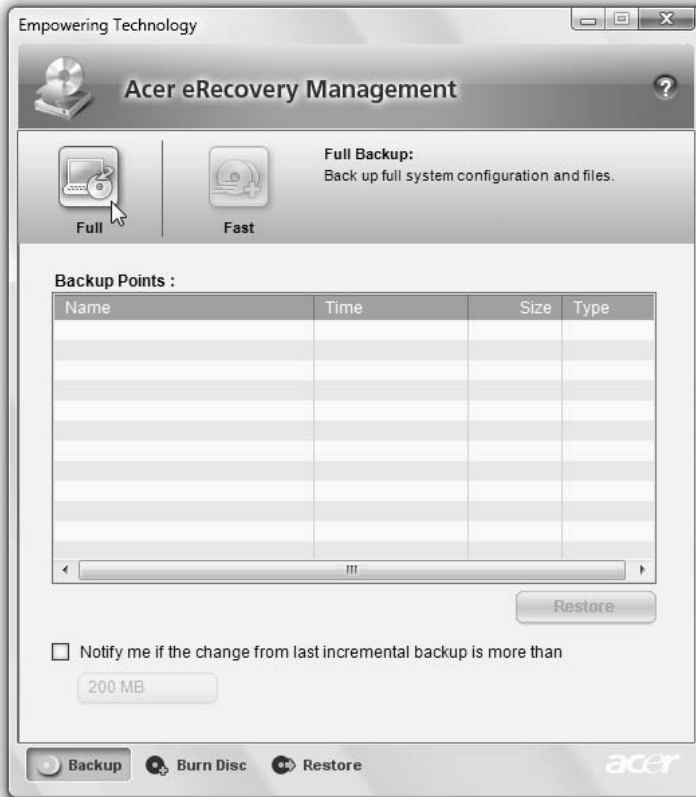 Empowering Technology
Acer eRecovery Management
?
Full Backup:
Back up full system configuration and files.
Full
Fast
Backup Points :
Name Time Size Type
Restore
Notify me if the change from last incremental backup is more than
200 MB
Backup Burn Disc Restore
acer